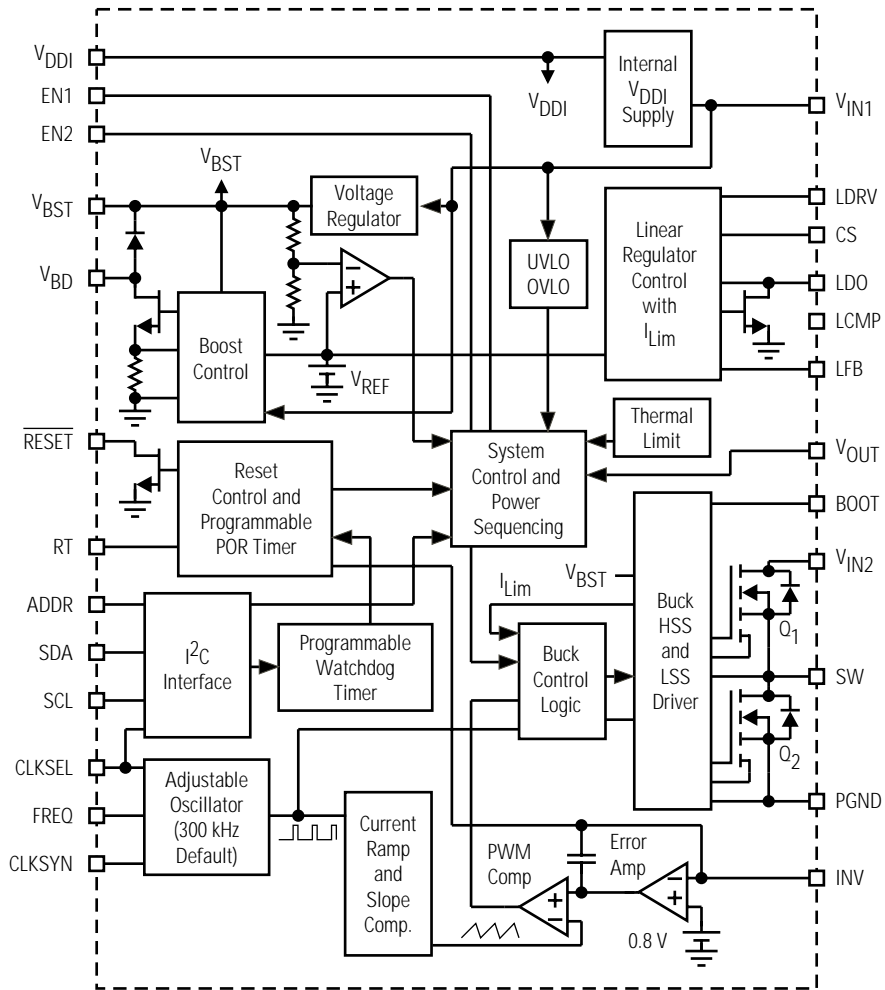 VDDI
EN1
EN2
VDDI
Internal
VDDI
Supply
VIN1
VBST
VBST
Voltage
Regulator
VBD
Boost
Control
VREF
UVLO
OVLO
Linear
Regulator
Control
with
ILim
LDRV
CS
LDO
LCMP
LFB
RESET
Reset
Control and
Programmable
POR Timer
RT
System
Control and
Power
Sequencing
Thermal
Limit
VOUT
BOOT
VIN2
ADDR
SDA
SCL
I2C
Interface
Programmable
Watchdog
Timer
ILim
VBST
Buck
Control
Logic
Buck
HSS
and
LSS
Driver
Q1
SW
Q2
PGND
CLKSEL
FREQ
CLKSYN
Adjustable
Oscillator
(300 kHz
Default)
Current
Ramp
and
Slope
Comp.
PWM
Comp
Error
Amp
0.8 V
INV